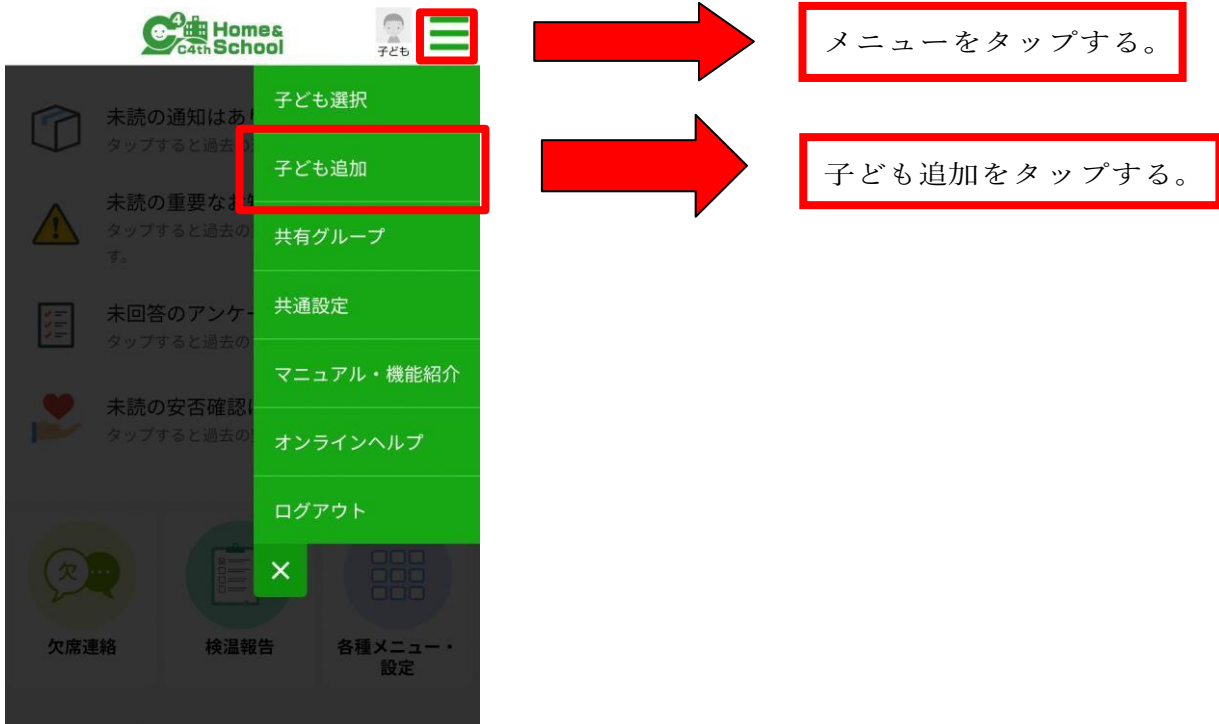 C4 Home&
C4th School
子ども
メニューをタップする。
子ども選択
未読の通知はあ
タップすると過去の
子ども追加
子ども追加をタップする。
未読の重要なお
タップすると過去の
す。
共有グループ
共通設定
未回答のアンケー
タップすると過去の
マニュアル・機能紹介
未読の安否確認
タップすると過去の
オンラインヘルプ
ログアウト
×
欠
欠席連絡
検温報告
各種メニュー・
設定